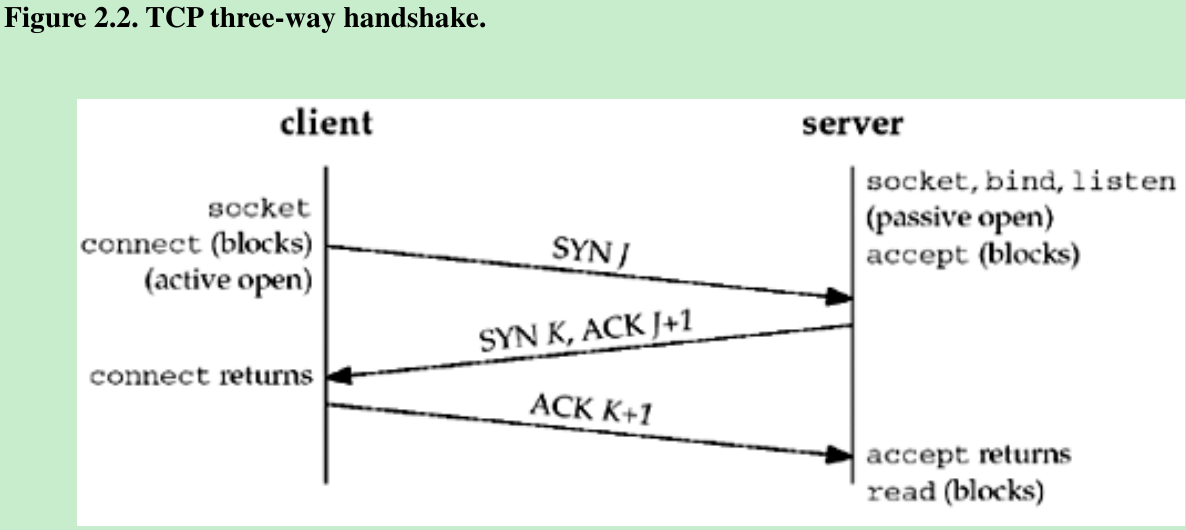 Figure 2.2. TCP three-way handshake.
client
server
socket
connect (blocks)
(active open)
socket, bind, listen
(passive open)
accept (blocks)
SYN J
SYN K, ACK J+1
connect returns
ACK K+1
accept returns
read (blocks)